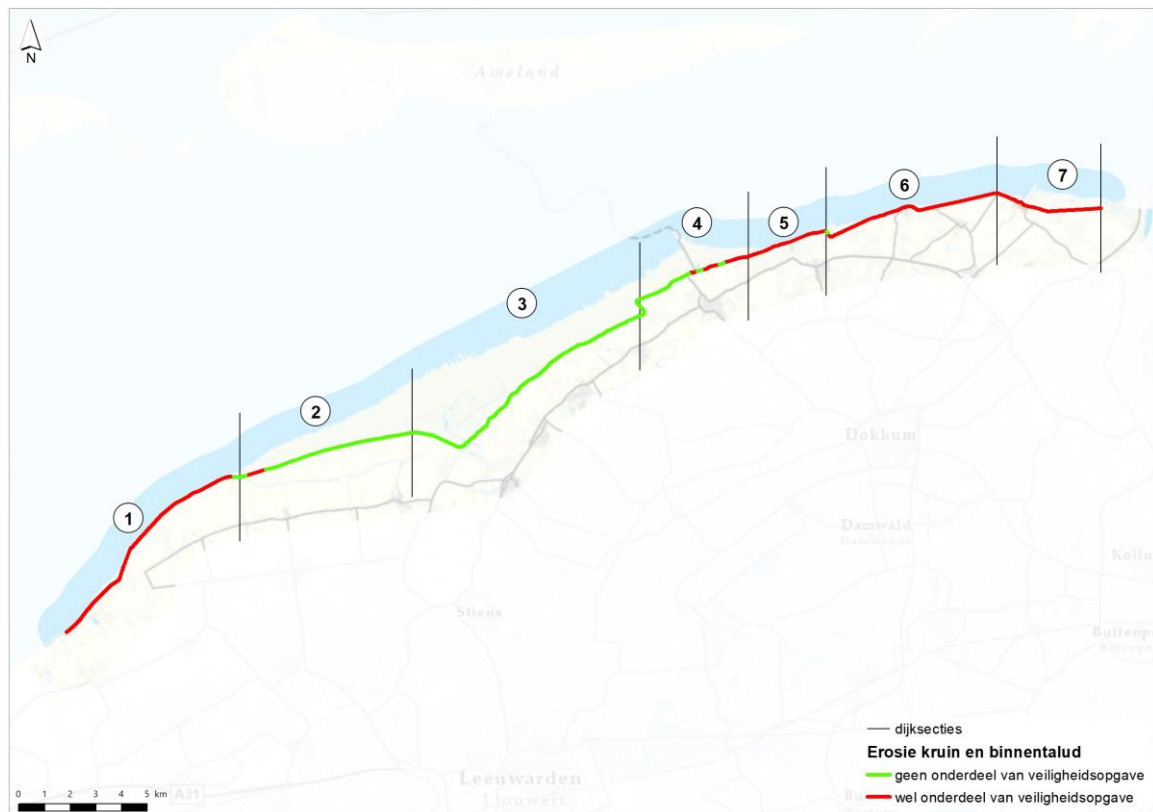 N
Ameland
7
6
5
4
3
2
1
Dokkum
Damwâld
Damwoude
Kollu
Stiens
Buitenpo
Leeuwarden
Ljouwert
A31
0 1 2 3 4 5 km
dijksecties
Erosie kruin en binnentalud
geen onderdeel van veiligheidsopgave
wel onderdeel van veiligheidsopgave